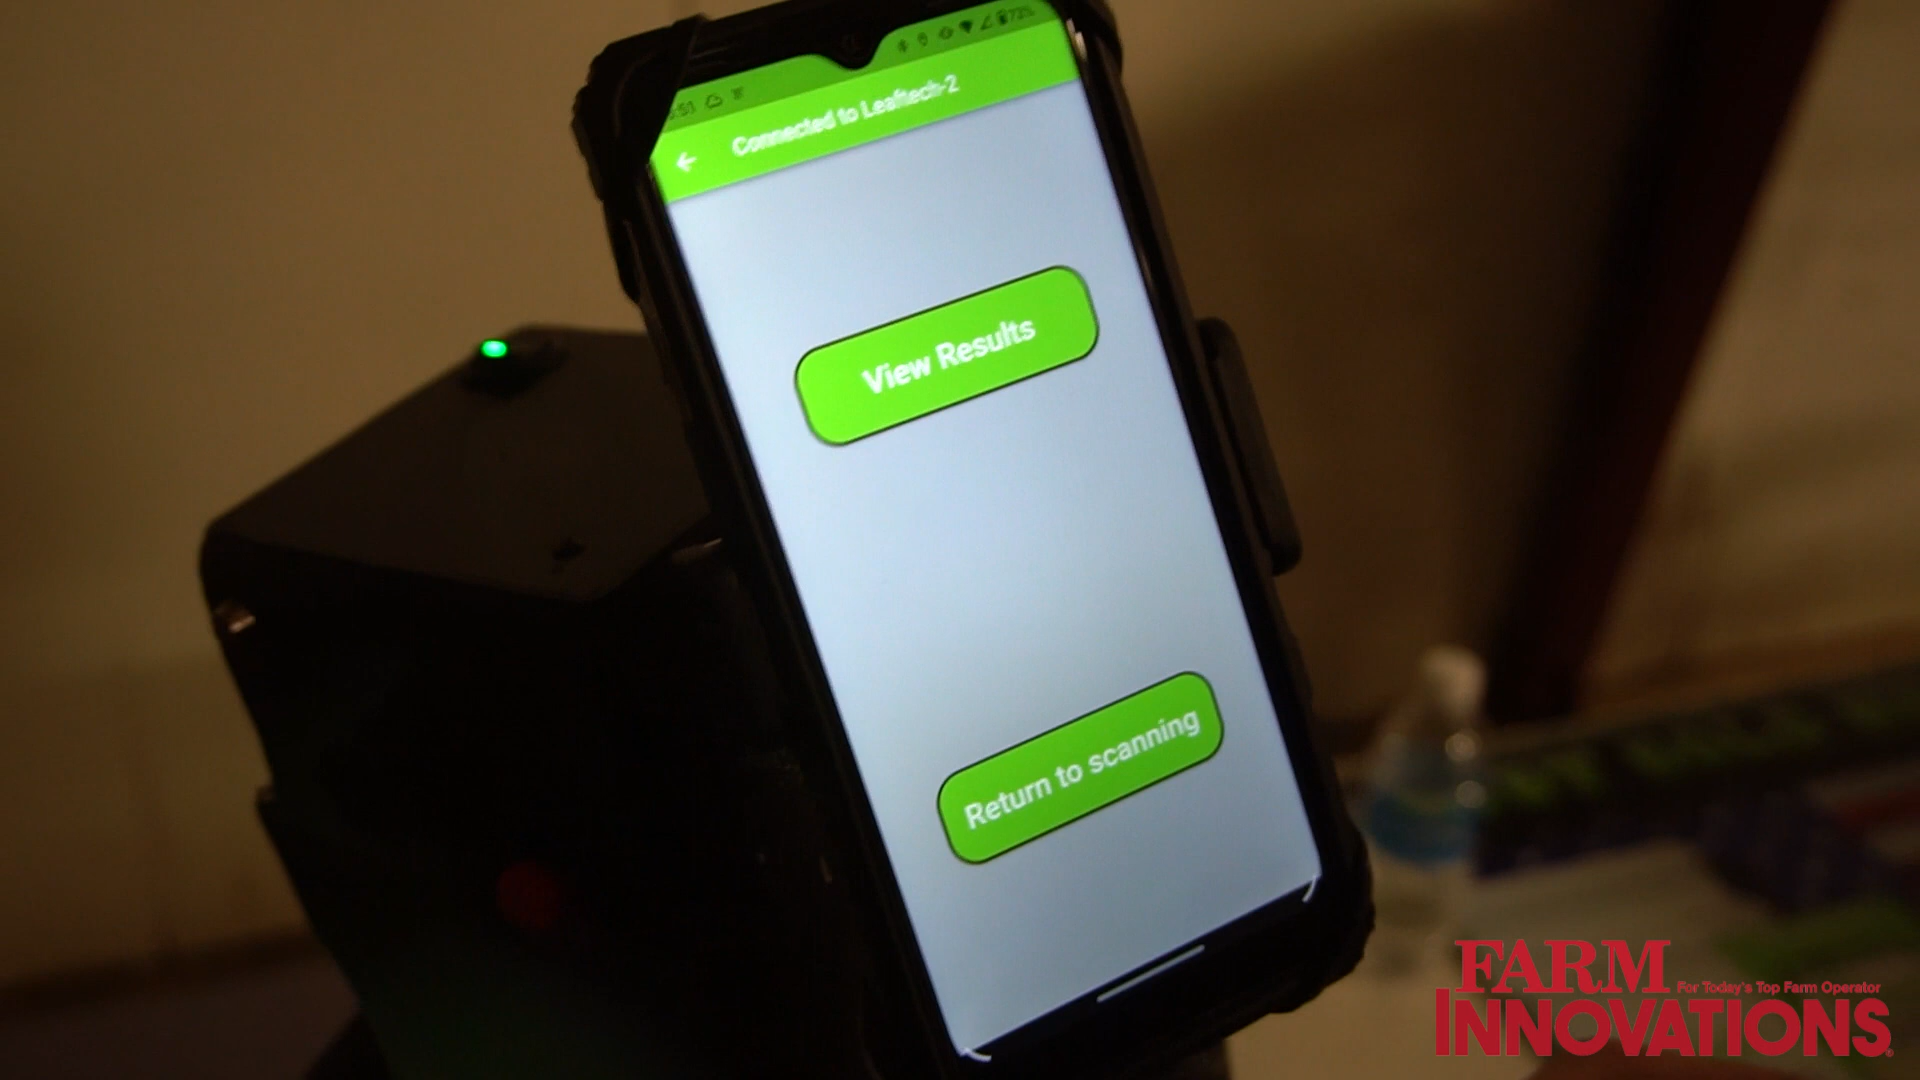 Connected to Leaftech-2
View Results
Return to scanning
FARM
For Today's Top Farm Operator
INNOVATIONS